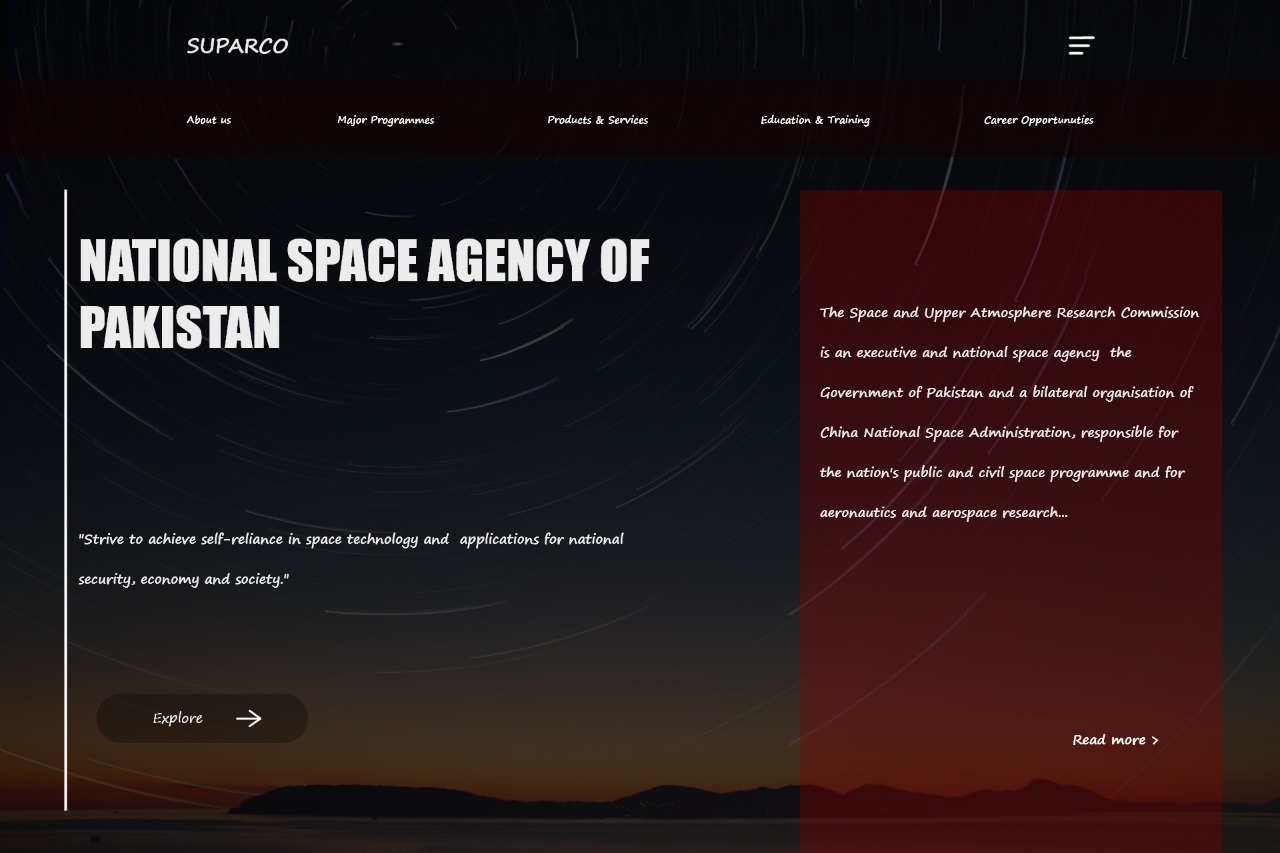 SUPARCO
About us
Major Programmes
Products & Services
Education & Training
Career Opportunuties
NATIONAL SPACE AGENCY OF
PAKISTAN
"Strive to achieve self-reliance in space technology and applications for national
security, economy and society."
Explore
The Space and Upper Atmosphere Research Commission
is an executive and national space agency the
Government of Pakistan and a bilateral organisation of
China National Space Administration, responsible for
the nation's public and civil space programme and for
aeronautics and aerospace research...
Read more >